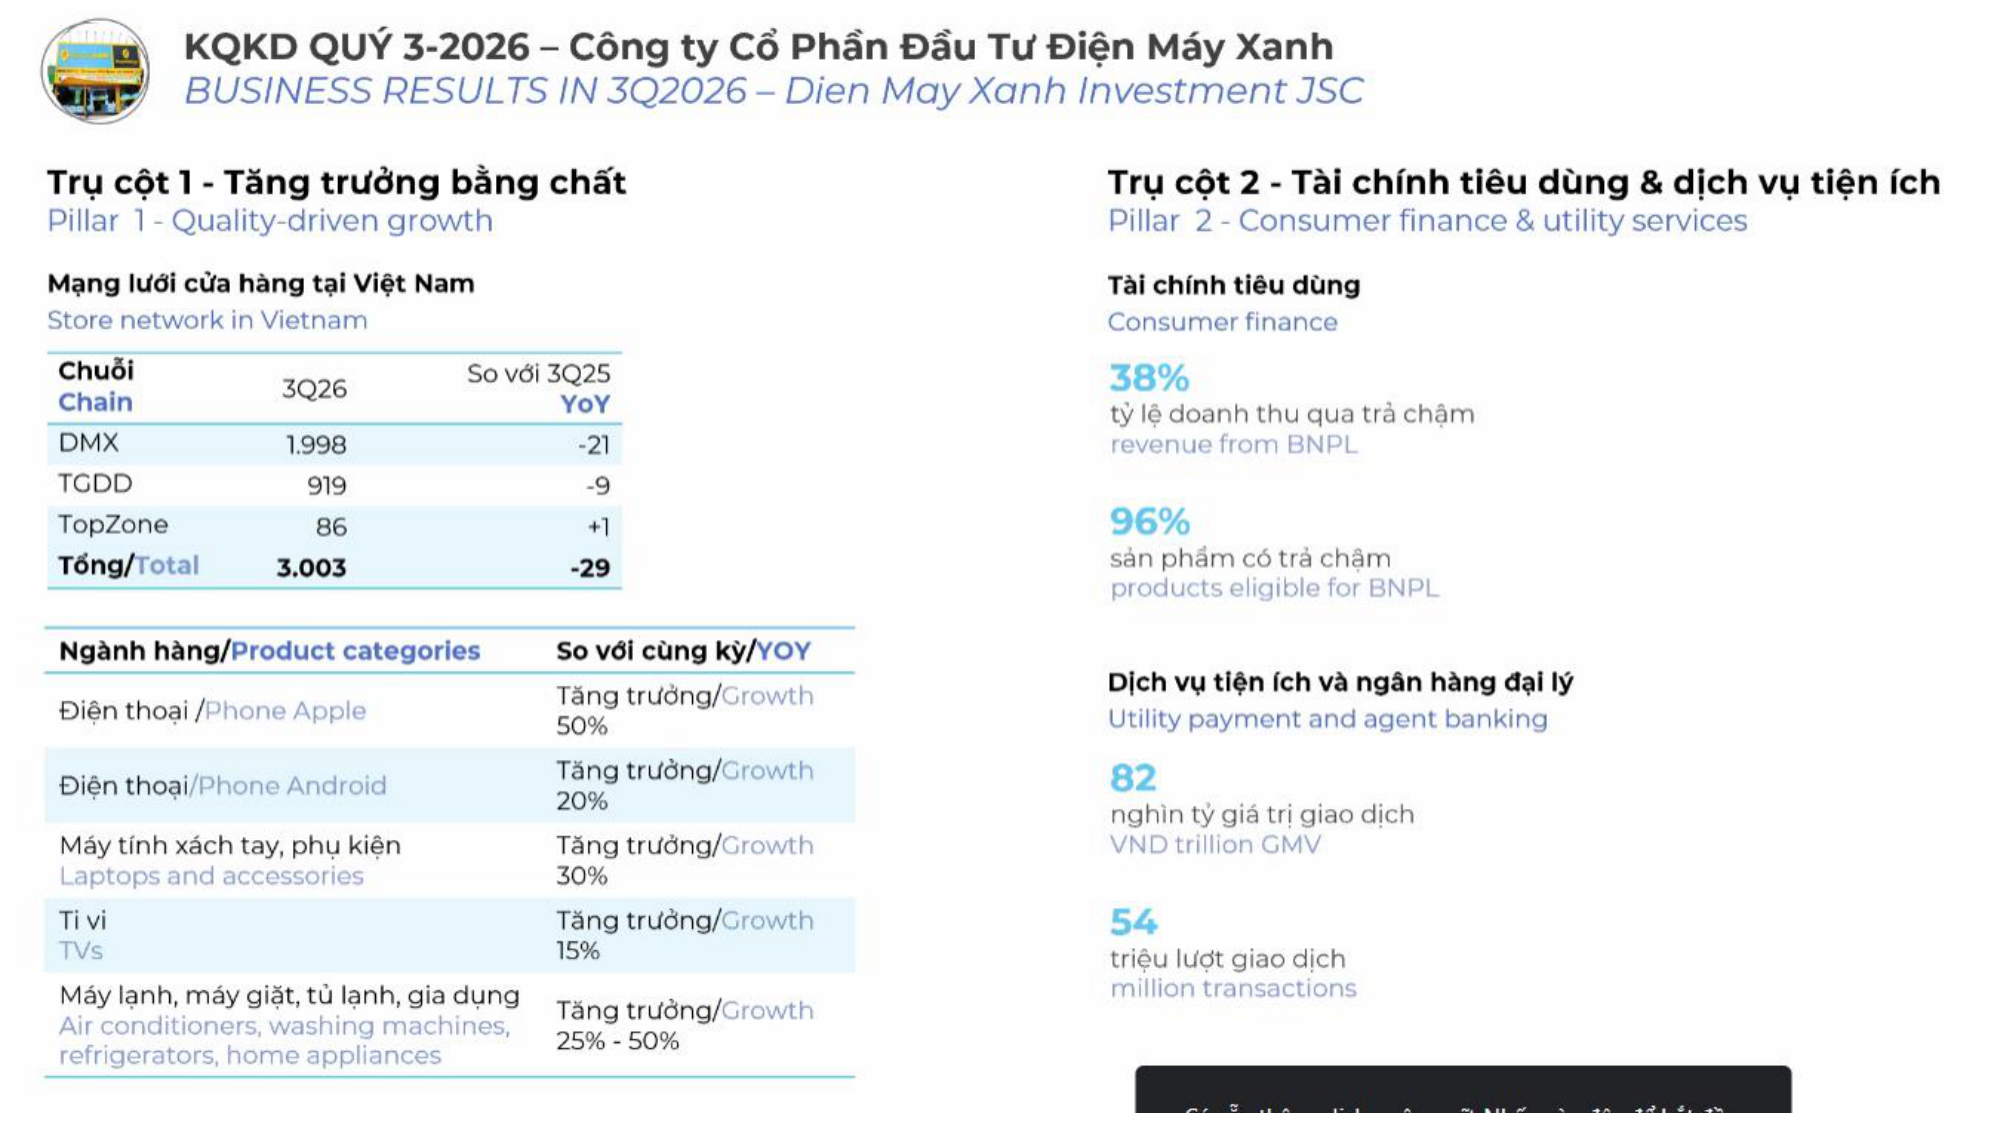 KQKD QUÝ 3-2026 – Công ty Cổ Phần Đầu Tư Điện Máy Xanh
BUSINESS RESULTS IN 3Q2026 – Dien May Xanh Investment JSC
Trụ cột 1 - Tăng trưởng bằng chất
Pillar 1 - Quality-driven growth
Mạng lưới cửa hàng tại Việt Nam
Store network in Vietnam
Chuỗi 3Q26 So với 3Q25
Chain YoY
DMX 1.998 -21
TGDD 919 -9
TopZone 86 +1
Tổng/Total 3.003 -29
Ngành hàng/Product categories So với cùng kỳ/YOY
Điện thoại /Phone Apple Tăng trưởng/Growth
50%
Điện thoại/Phone Android Tăng trưởng/Growth
20%
Máy tính xách tay, phụ kiện Tăng trưởng/Growth
Laptops and accessories 30%
Ti vi Tăng trưởng/Growth
TVs 15%
Máy lạnh, máy giặt, tủ lạnh, gia dụng Tăng trưởng/Growth
Air conditioners, washing machines, 25% - 50%
refrigerators, home appliances
Trụ cột 2 - Tài chính tiêu dùng & dịch vụ tiện ích
Pillar 2 - Consumer finance & utility services
Tài chính tiêu dùng
Consumer finance
38%
tỷ lệ doanh thu qua trả chậm
revenue from BNPL
96%
sản phẩm có trả chậm
products eligible for BNPL
Dịch vụ tiện ích và ngân hàng đại lý
Utility payment and agent banking
82
nghìn tỷ giá trị giao dịch
VND trillion GMV
54
triệu lượt giao dịch
million transactions